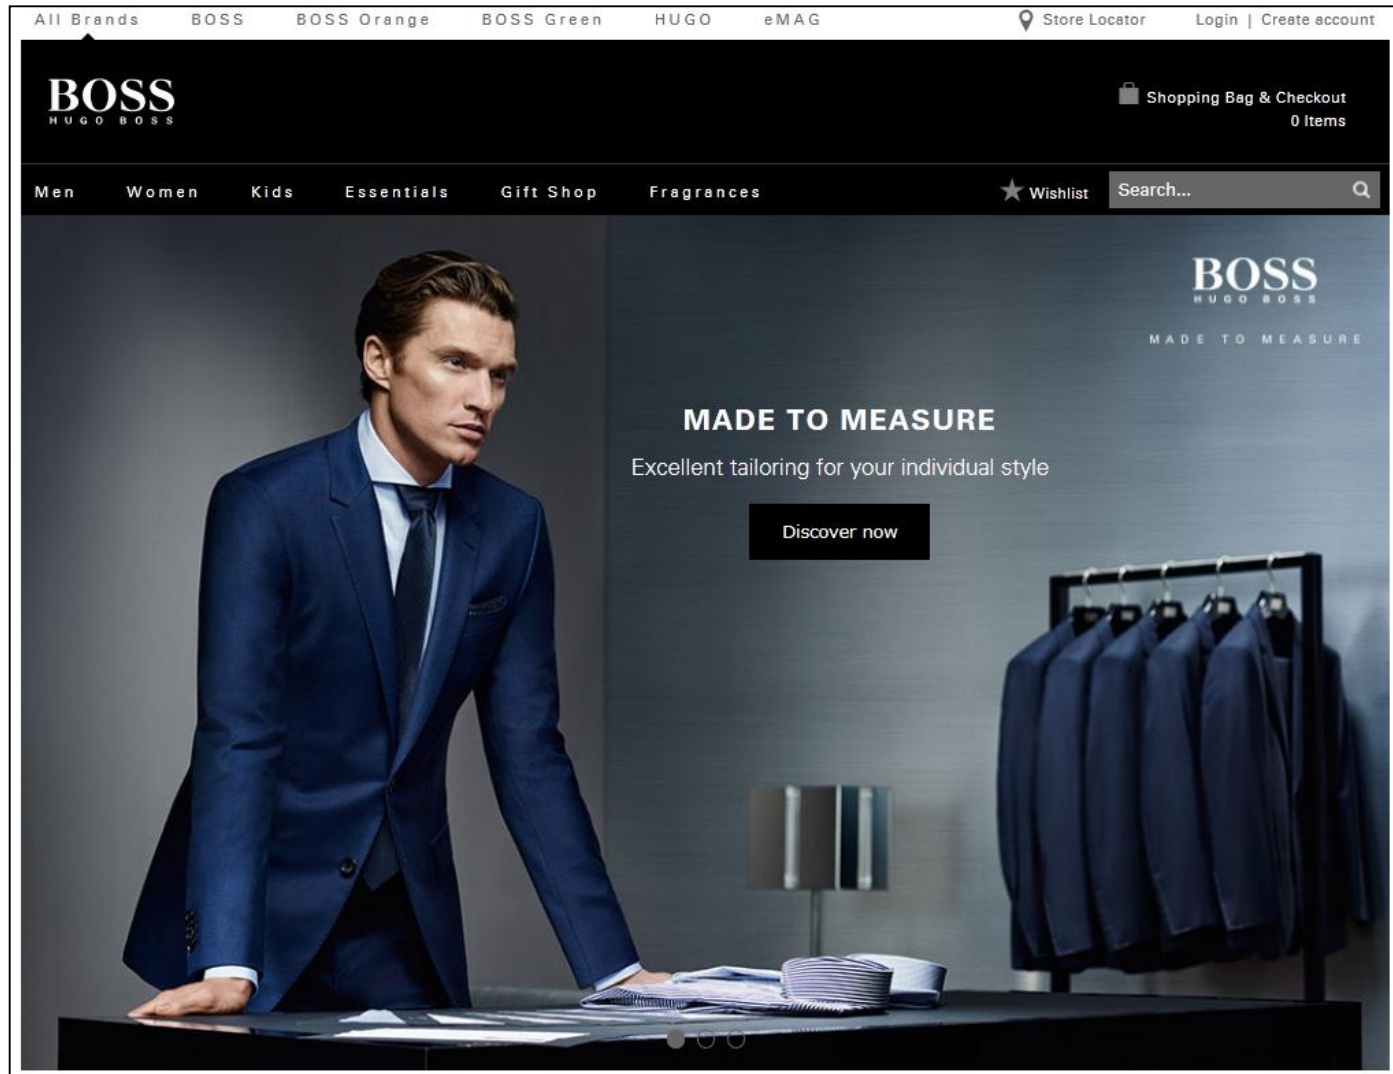 All Brands BOSS BOSS Orange BOSS Green HUGO eMAG Store Locator Login | Create account
BOSS
HUGO BOSS
Shopping Bag & Checkout
0 Items
Men Women Kids Essentials Gift Shop Fragrances Wishlist Search...
BOSS
HUGO BOSS
MADE TO MEASURE
MADE TO MEASURE
Excellent tailoring for your individual style
Discover now